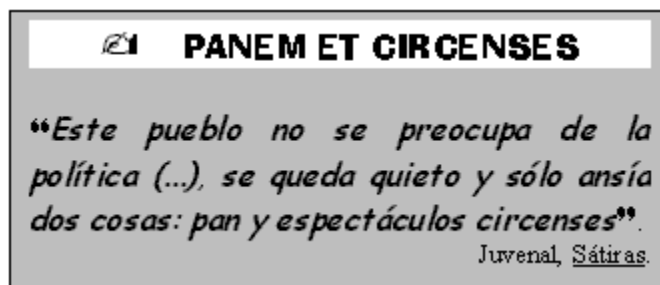 ✍ PANEM ET CIRCENSES
“Este pueblo no se preocupa de la
política (...), se queda quieto y sólo ansía
dos cosas: pan y espectáculos circenses”.
Juvenal, Sátiras.